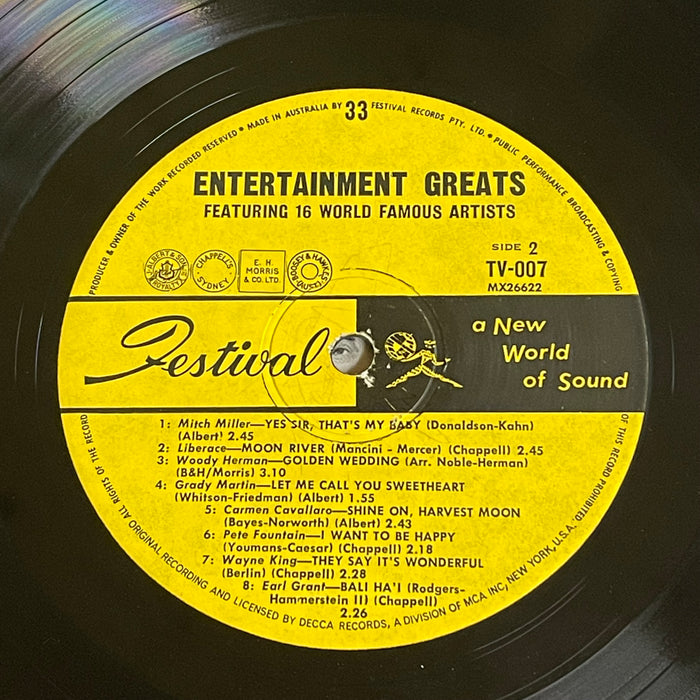 PRODUCER & OWNER OF THE WORK RECORDED RESERVED • MADE IN AUSTRALIA BY 33 FESTIVAL RECORDS PTY. LTD. • PUBLIC PERFORMANCE BROADCASTING & COPYING
ENTERTAINMENT GREATS
FEATURING 16 WORLD FAMOUS ARTISTS
J. ALBERT & SON
ROYALTY
CHAPPELL'S
SYDNEY
E. H.
MORRIS
& CO. LTD.
BOOSEY & HAWKES
SIDE 2
TV-007
MX26622
Festival
a New
World
of Sound
1: Mitch Miller—YES SIR, THAT'S MY BABY (Donaldson-Kahn)
(Albert) 2.45
2: Liberace—MOON RIVER (Mancini - Mercer) (Chappell) 2.45
3: Woody Herman—GOLDEN WEDDING (Arr. Noble-Herman)
(B&H/Morris) 3.10
4: Grady Martin—LET ME CALL YOU SWEETHEART
(Whitson-Friedman) (Albert) 1.55
5: Carmen Cavallaro—SHINE ON, HARVEST MOON
(Bayes-Norworth) (Albert) 2.43
6: Pete Fountain—I WANT TO BE HAPPY
(Youmans-Caesar) (Chappell) 2.18
7: Wayne King—THEY SAY IT'S WONDERFUL
(Berlin) (Chappell) 2.28
8: Earl Grant—BALI HA'I (Rodgers-
Hammerstein II) (Chappell)
2.26
ALL RIGHTS OF THE RECORD
OF THIS RECORD PROHIBITED.
ORIGINAL RECORDING AND LICENSED BY DECCA RECORDS, A DIVISION OF MCA INC, NEW YORK, U.S.A.